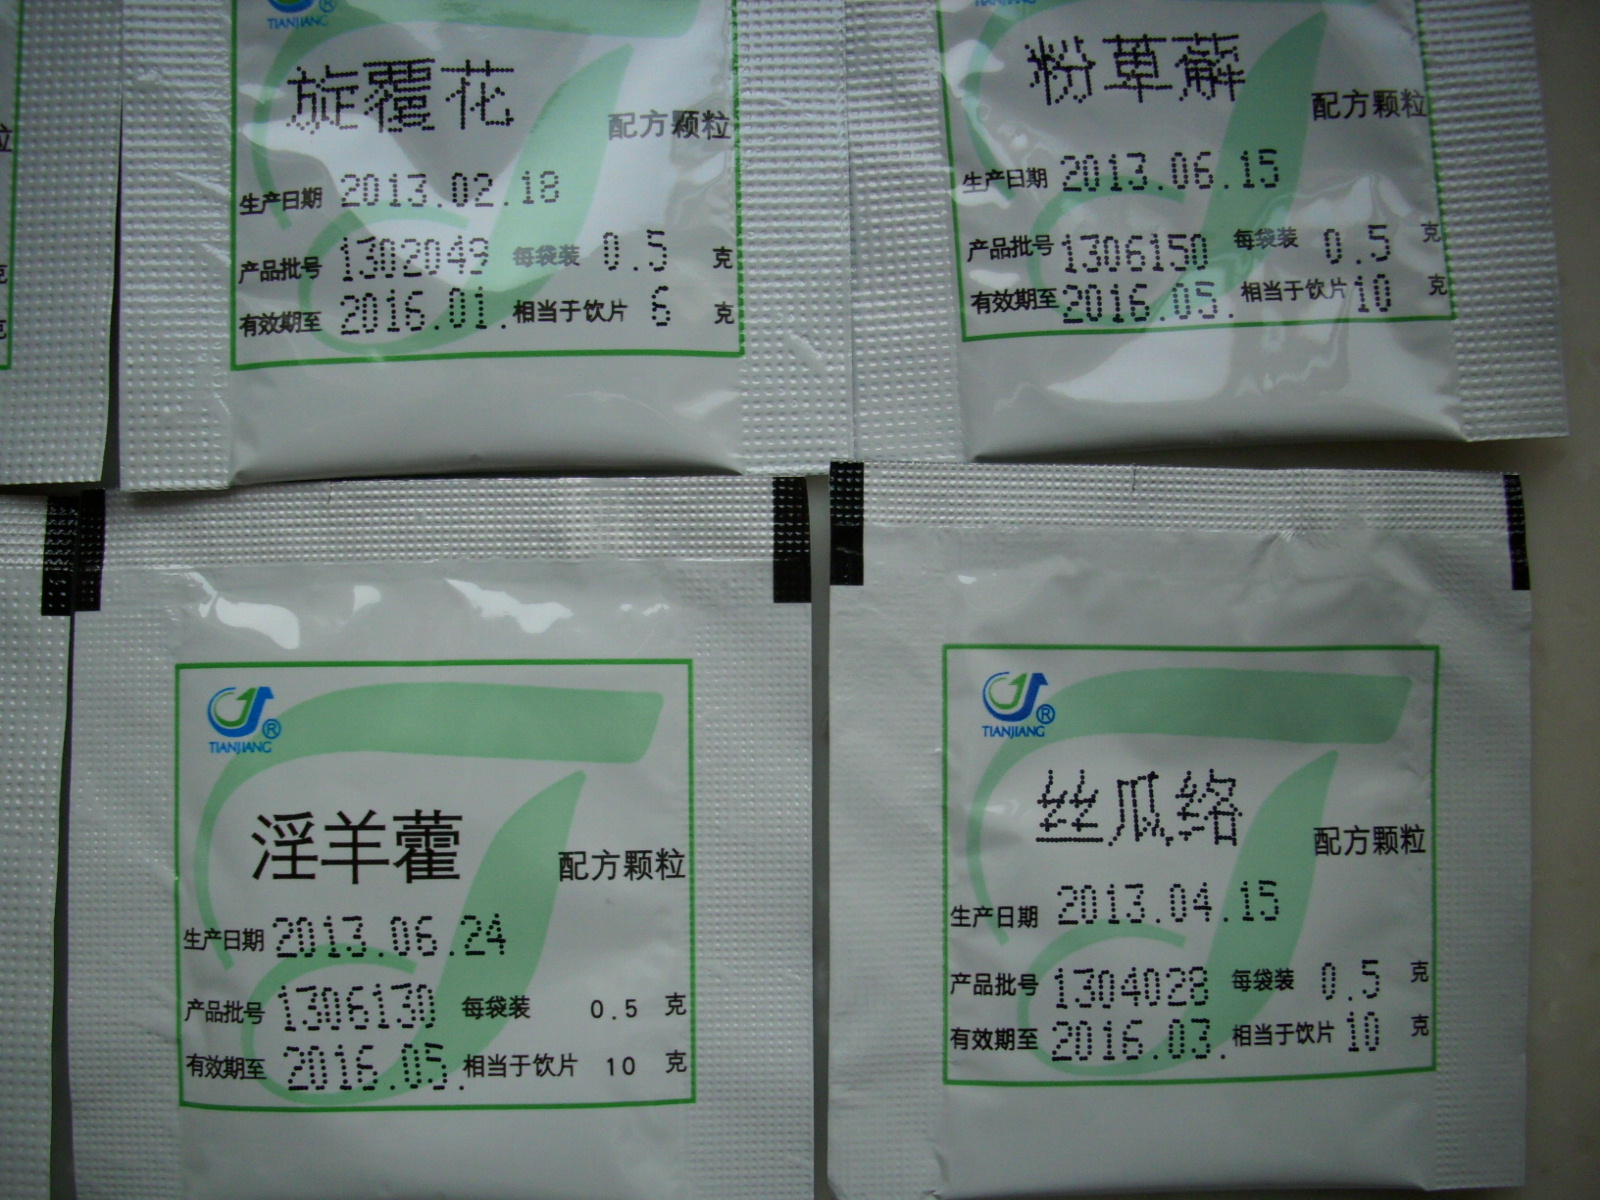 TIANJIANG ®
旋覆花
配方颗粒
生产日期 2013.02.18
产品批号 1302049 每袋装 0.5 克
有效期至 2016.01. 相当于饮片 6 克
TIANJIANG
粉萆薢
配方颗粒
生产日期 2013.06.15
产品批号 1306150 每袋装 0.5 克
有效期至 2016.05. 相当于饮片 10 克
粒
克
克
TIANJIANG ®
淫羊藿
配方颗粒
生产日期 2013.06.24
产品批号 1306130 每袋装 0.5 克
有效期至 2016.05. 相当于饮片 10 克
TIANJIANG ®
丝瓜络
配方颗粒
生产日期 2013.04.15
产品批号 1304028 每袋装 0.5 克
有效期至 2016.03. 相当于饮片 10 克